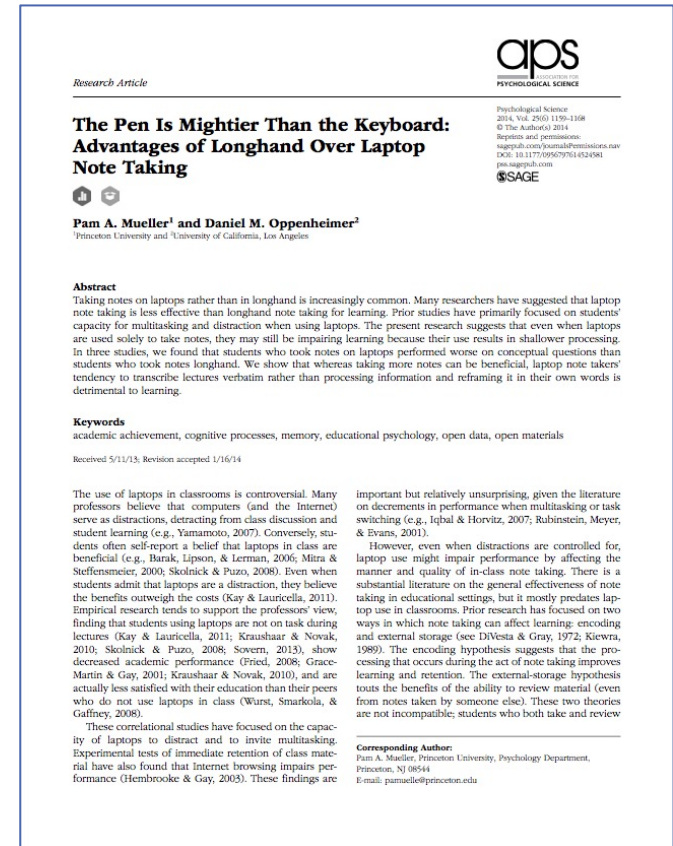 aps
ASSOCIATION FOR
PSYCHOLOGICAL SCIENCE
Research Article
Psychological Science
2014, Vol. 25(6) 1159–1168
© The Author(s) 2014
Reprints and permissions:
sagepub.com/journalsPermissions.nav
DOI: 10.1177/0956797614524581
pss.sagepub.com
SAGE
The Pen Is Mightier Than the Keyboard:
Advantages of Longhand Over Laptop
Note Taking
Pam A. Mueller1 and Daniel M. Oppenheimer2
1Princeton University and 2University of California, Los Angeles
Abstract
Taking notes on laptops rather than in longhand is increasingly common. Many researchers have suggested that laptop
note taking is less effective than longhand note taking for learning. Prior studies have primarily focused on students'
capacity for multitasking and distraction when using laptops. The present research suggests that even when laptops
are used solely to take notes, they may still be impairing learning because their use results in shallower processing.
In three studies, we found that students who took notes on laptops performed worse on conceptual questions than
students who took notes longhand. We show that whereas taking more notes can be beneficial, laptop note takers'
tendency to transcribe lectures verbatim rather than processing information and reframing it in their own words is
detrimental to learning.
Keywords
academic achievement, cognitive processes, memory, educational psychology, open data, open materials
Received 5/11/13; Revision accepted 1/16/14
The use of laptops in classrooms is controversial. Many
professors believe that computers (and the Internet)
serve as distractions, detracting from class discussion and
student learning (e.g., Yamamoto, 2007). Conversely, stu-
dents often self-report a belief that laptops in class are
beneficial (e.g., Barak, Lipson, & Lerman, 2006; Mitra &
Steffensmeier, 2000; Skolnick & Puzo, 2008). Even when
students admit that laptops are a distraction, they believe
the benefits outweigh the costs (Kay & Lauricella, 2011).
Empirical research tends to support the professors' view,
finding that students using laptops are not on task during
lectures (Kay & Lauricella, 2011; Kraushaar & Novak,
2010; Skolnick & Puzo, 2008; Sovern, 2013), show
decreased academic performance (Fried, 2008; Grace-
Martin & Gay, 2001; Kraushaar & Novak, 2010), and are
actually less satisfied with their education than their peers
who do not use laptops in class (Wurst, Smarkola, &
Gaffney, 2008).
These correlational studies have focused on the capac-
ity of laptops to distract and to invite multitasking.
Experimental tests of immediate retention of class mate-
rial have also found that Internet browsing impairs per-
formance (Hembrooke & Gay, 2003). These findings are
important but relatively unsurprising, given the literature
on decrements in performance when multitasking or task
switching (e.g., Iqbal & Horvitz, 2007; Rubinstein, Meyer,
& Evans, 2001).
However, even when distractions are controlled for,
laptop use might impair performance by affecting the
manner and quality of in-class note taking. There is a
substantial literature on the general effectiveness of note
taking in educational settings, but it mostly predates lap-
top use in classrooms. Prior research has focused on two
ways in which note taking can affect learning: encoding
and external storage (see DiVesta & Gray, 1972; Kiewra,
1989). The encoding hypothesis suggests that the pro-
cessing that occurs during the act of note taking improves
learning and retention. The external-storage hypothesis
touts the benefits of the ability to review material (even
from notes taken by someone else). These two theories
are not incompatible; students who both take and review
Corresponding Author:
Pam A. Mueller, Princeton University, Psychology Department,
Princeton, NJ 08544
E-mail: pamuelle@princeton.edu